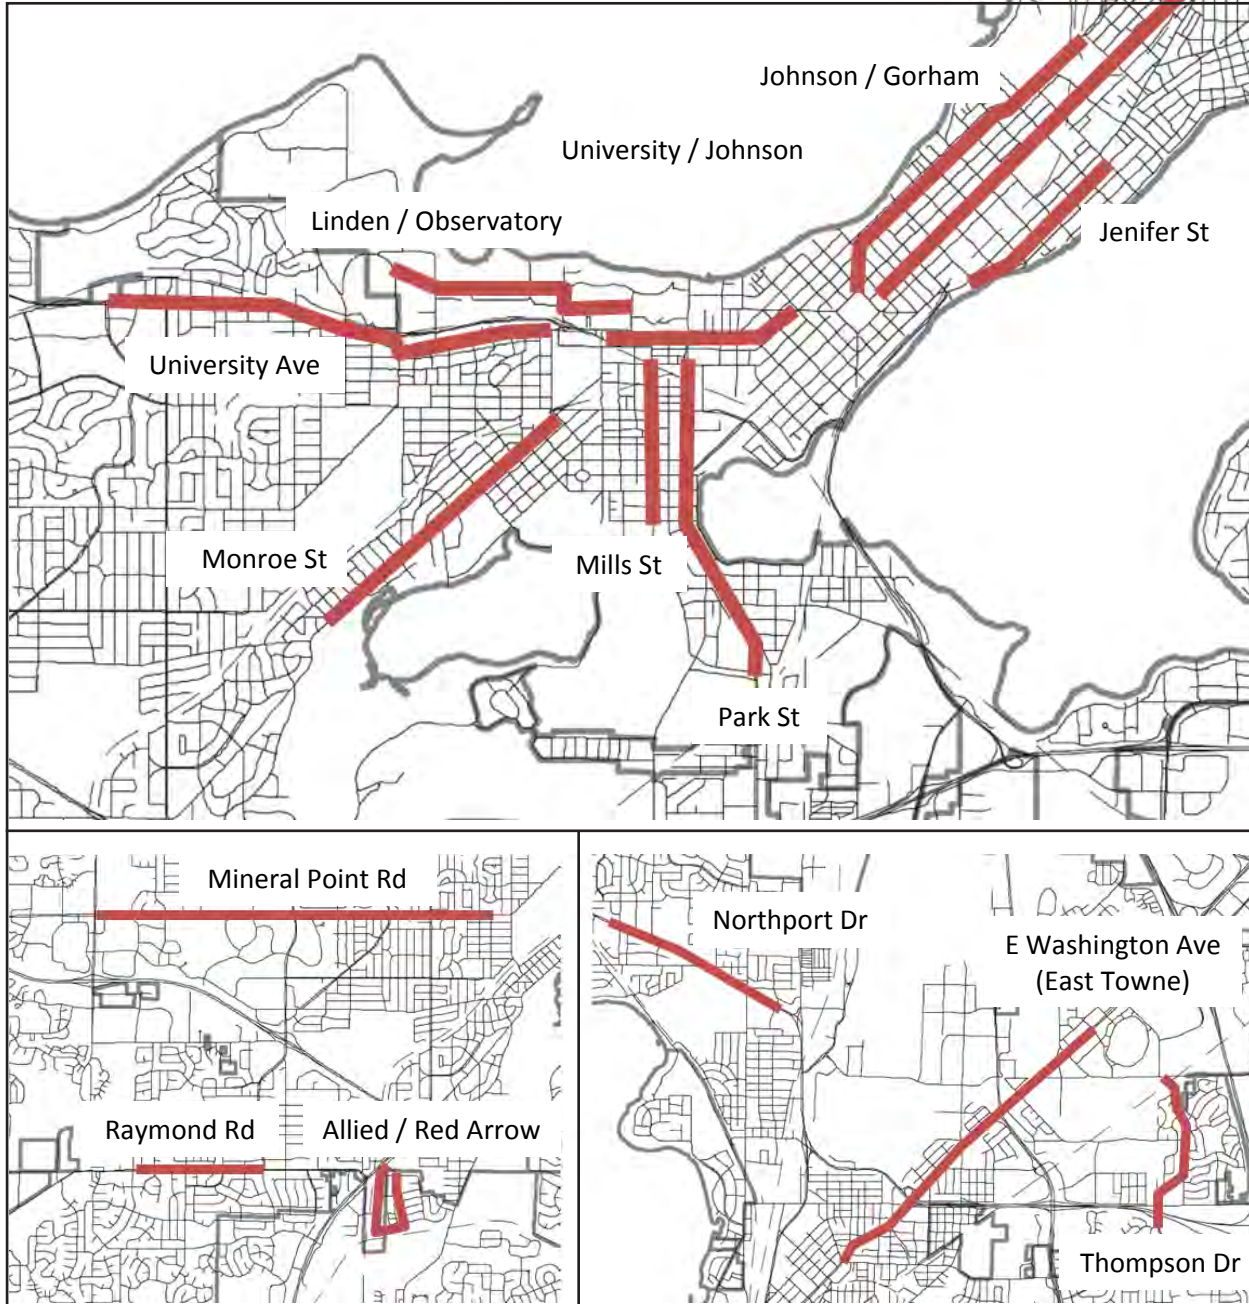 Johnson / Gorham
University / Johnson
Linden / Observatory
Jenifer St
University Ave
Monroe St
Mills St
Park St
Mineral Point Rd
Raymond Rd
Allied / Red Arrow
Northport Dr
E Washington Ave
(East Towne)
Thompson Dr